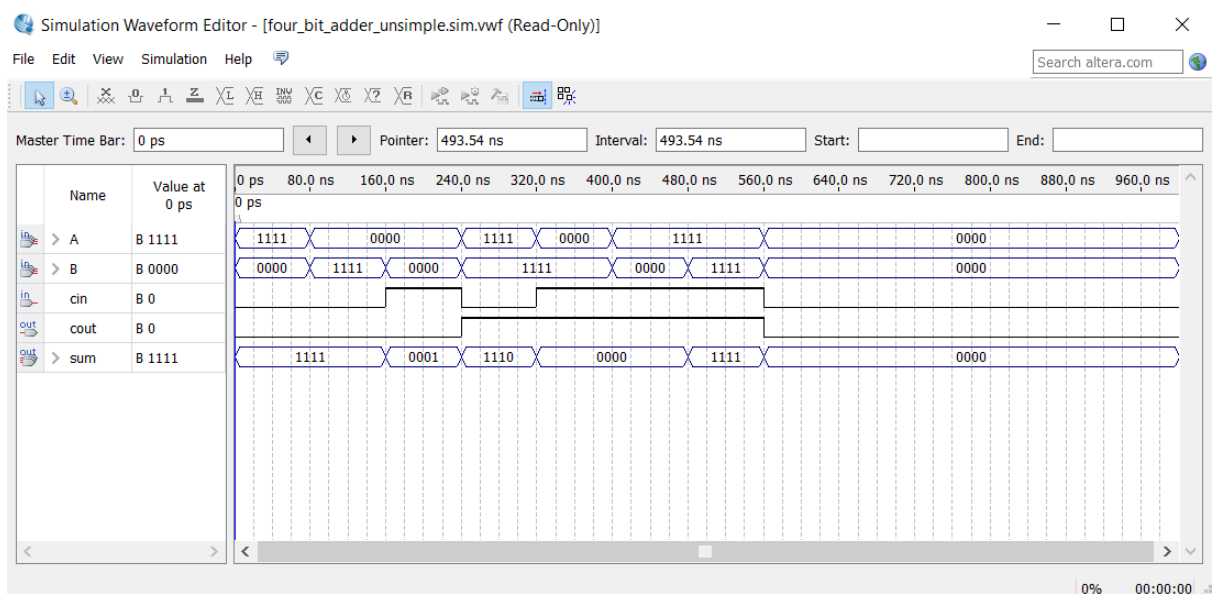 Simulation Waveform Editor - [four_bit_adder_unsimple.sim.vwf (Read-Only)]
File Edit View Simulation Help
Search altera.com
Master Time Bar: 0 ps Pointer: 493.54 ns Interval: 493.54 ns Start: End:
Name Value at 0 ps
0 ps 80.0 ns 160.0 ns 240.0 ns 320.0 ns 400.0 ns 480.0 ns 560.0 ns 640.0 ns 720.0 ns 800.0 ns 880.0 ns 960.0 ns
0 ps
in A B 1111 1111 0000 1111 0000 1111 0000
in B B 0000 0000 1111 0000 1111 0000 1111 0000
in cin B 0
out cout B 0
out sum B 1111 1111 0001 1110 0000 1111 0000
0% 00:00:00